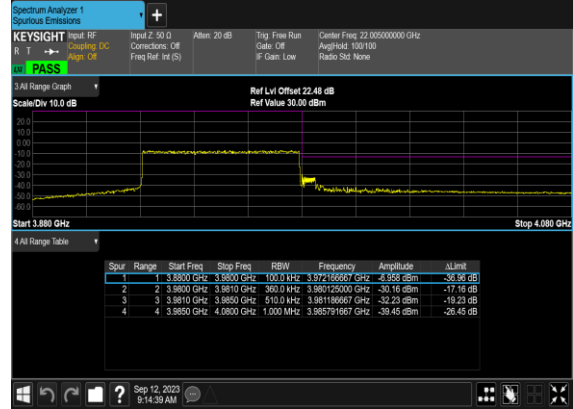 Spectrum Analyzer 1
Spurious Emissions
KEYSIGHT Input: RF Input Z: 50 Ω Atten: 20 dB Trig: Free Run Center Freq: 22.005000000 GHz
R T Coupling: DC Corrections: Off Gate: Off Avg|Hold: 100/100
Align: Off Freq Ref: Int (S) IF Gain: Low Radio Std: None
PASS
3 All Range Graph
Ref Lvl Offset 22.48 dB
Scale/Div 10.0 dB Ref Value 30.00 dBm
20.0
10.0
0.00
-10.0
-20.0
-30.0
-40.0
-50.0
-60.0
Start 3.880 GHz Stop 4.080 GHz
4 All Range Table
Spur Range Start Freq Stop Freq RBW Frequency Amplitude ΔLimit
1 1 3.8800 GHz 3.9800 GHz 100.0 kHz 3.972166667 GHz -6.958 dBm -36.96 dB
2 2 3.9800 GHz 3.9810 GHz 360.0 kHz 3.980125000 GHz -30.16 dBm -17.16 dB
3 3 3.9810 GHz 3.9850 GHz 510.0 kHz 3.981186667 GHz -32.23 dBm -19.23 dB
4 4 3.9850 GHz 4.0800 GHz 1.000 MHz 3.985791667 GHz -39.45 dBm -26.45 dB
? Sep 12, 2023
9:14:39 AM